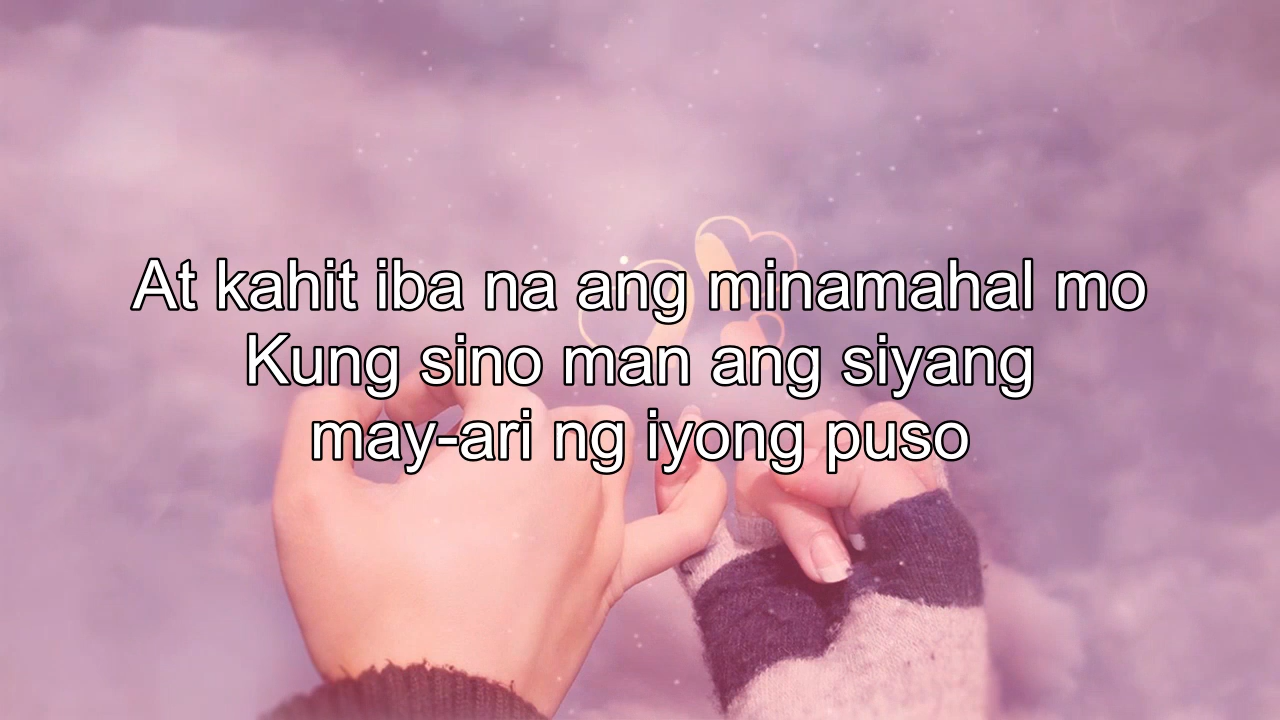 At kahit iba na ang minamahal mo
Kung sino man ang siyang
may-ari ng iyong puso